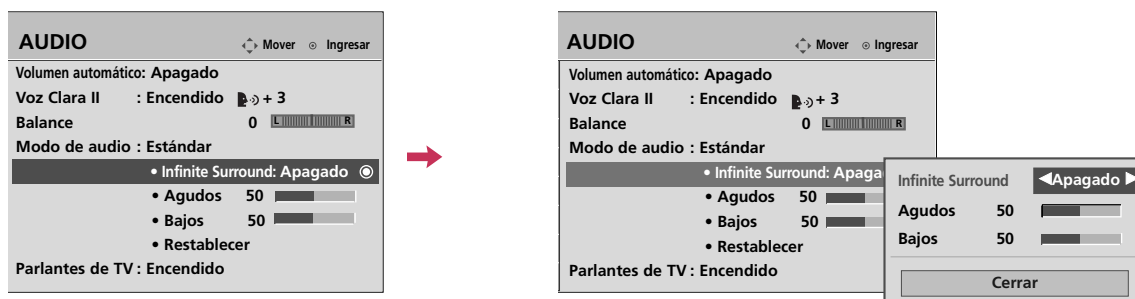 AUDIO
Mover Ingresar
Volumen automático: Apagado
Voz Clara II : Encendido + 3
Balance 0 L R
Modo de audio : Estándar
• Infinite Surround: Apagado
• Agudos 50
• Bajos 50
• Restablecer
Parlantes de TV : Encendido
AUDIO
Mover Ingresar
Volumen automático: Apagado
Voz Clara II : Encendido + 3
Balance 0 L R
Modo de audio : Estándar
• Infinite Surround: Apaga
• Agudos 50
• Bajos 50
• Restablecer
Parlantes de TV : Encendido
Infinite Surround ◀Apagado ▶
Agudos 50
Bajos 50
Cerrar